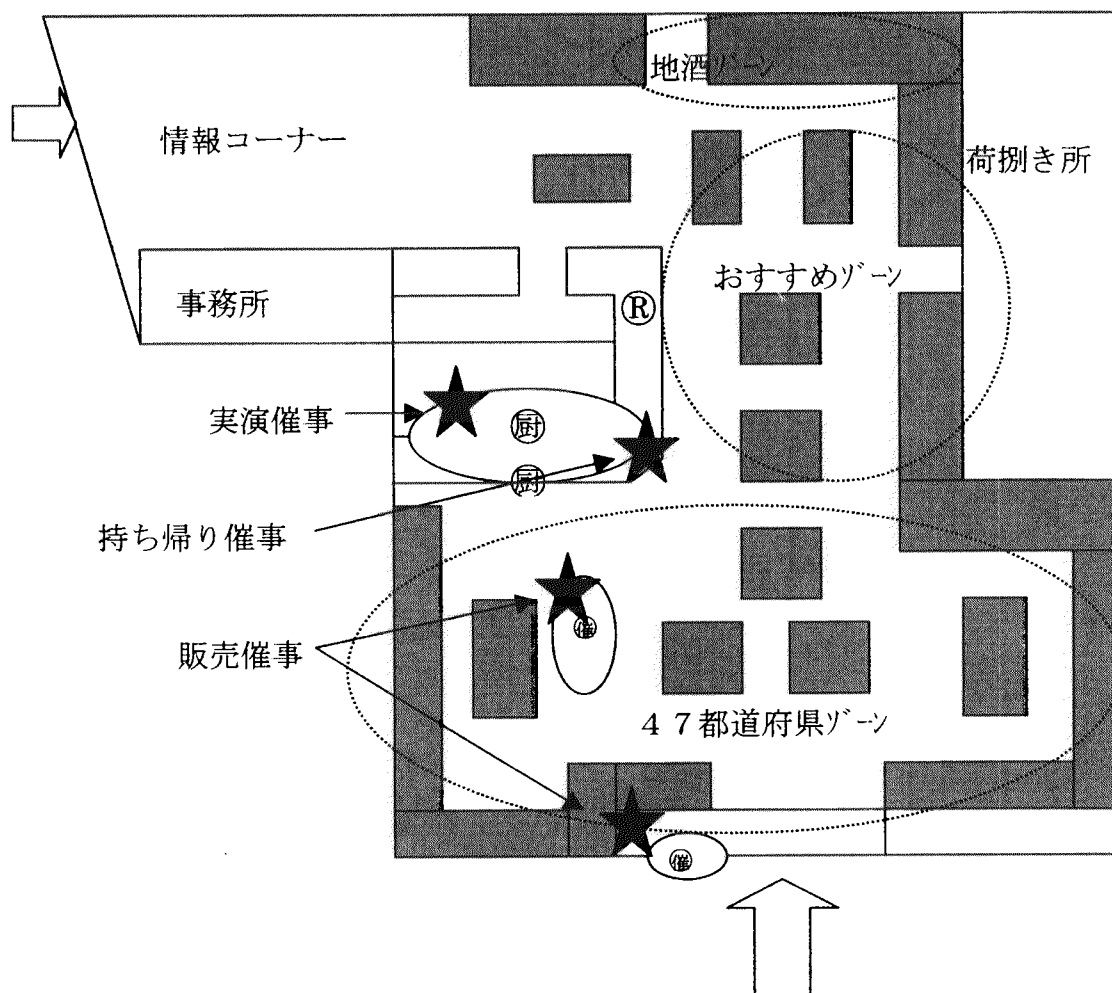 地酒ｿﾞｰﾝ
情報コーナー
荷捌き所
おすすめｿﾞｰﾝ
事務所
Ⓡ
実演催事
厨
厨
持ち帰り催事
催
販売催事
４７都道府県ｿﾞｰﾝ
催